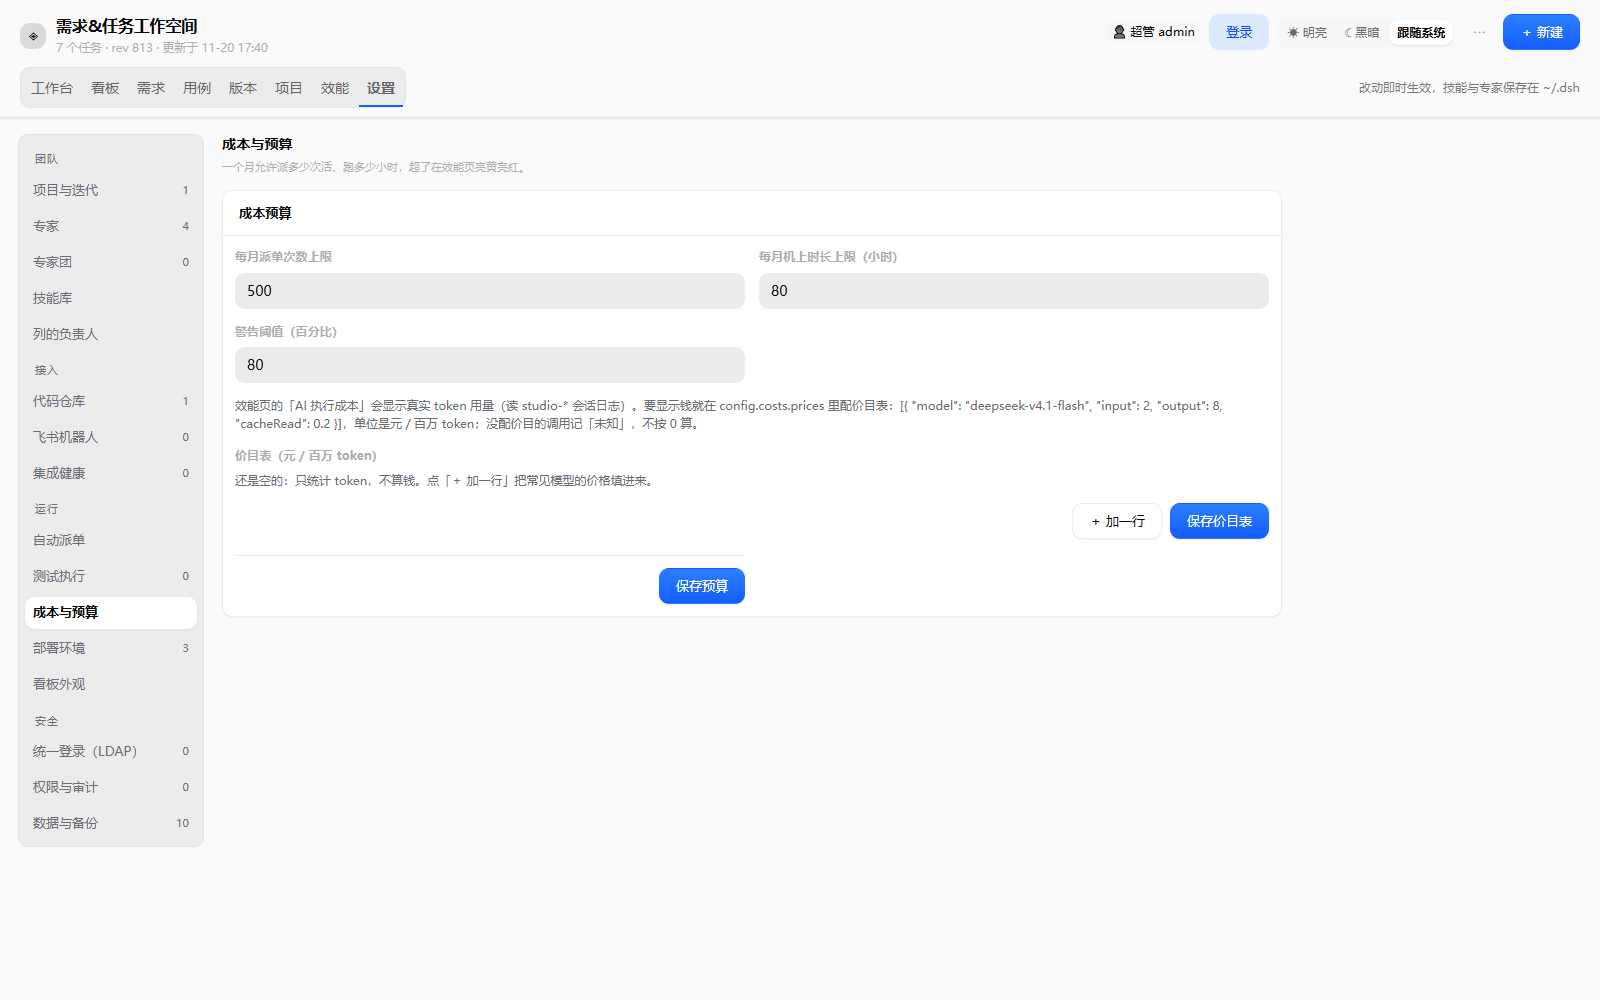 需求&任务工作空间
7 个任务 · rev 813 · 更新于 11-20 17:40
超管 admin
登录
明亮
黑暗
跟随系统
···
+ 新建
工作台 看板 需求 用例 版本 项目 效能 设置
改动即时生效，技能与专家保存在 ~/.dsh
团队
项目与迭代 1
专家 4
专家团 0
技能库
列的负责人
接入
代码仓库 1
飞书机器人 0
集成健康 0
运行
自动派单
测试执行 0
成本与预算
部署环境 3
看板外观
安全
统一登录（LDAP） 0
权限与审计 0
数据与备份 10
成本与预算
一个月允许派多少次活、跑多少小时，超了在效能页亮黄亮红。
成本预算
每月派单次数上限
500
每月机上时长上限（小时）
80
警告阈值（百分比）
80
效能页的「AI 执行成本」会显示真实 token 用量（读 studio-* 会话日志）。要显示钱就在 config.costs.prices 里配价目表：[{ "model": "deepseek-v4.1-flash", "input": 2, "output": 8,
"cacheRead": 0.2 }]，单位是元 / 百万 token；没配价目的调用记「未知」，不按 0 算。
价目表（元 / 百万 token）
还是空的：只统计 token，不算钱。点「+ 加一行」把常见模型的价格填进来。
+ 加一行
保存价目表
保存预算